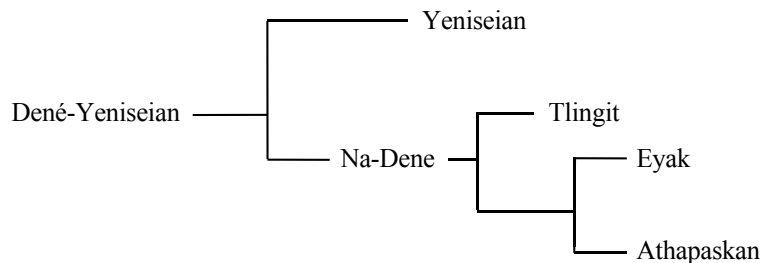 Yeniseian
Dené-Yeniseian
Tlingit
Na-Dene
Eyak
Athapaskan